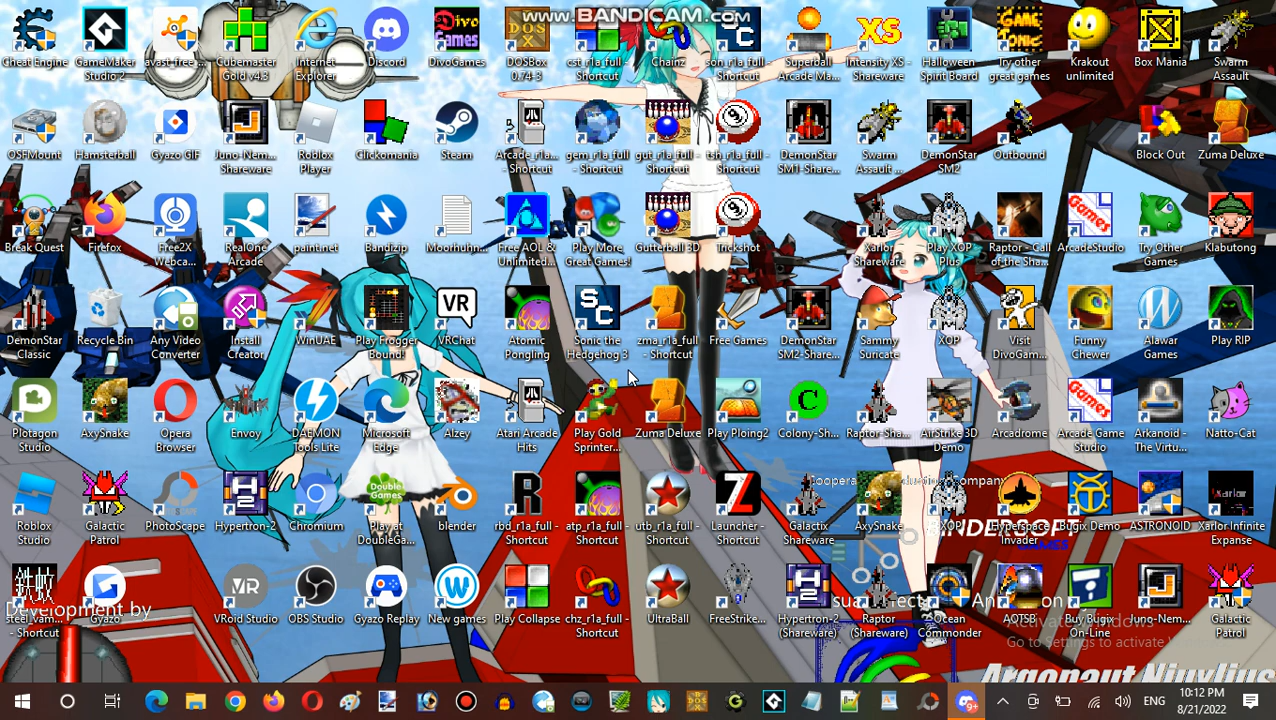 www.BANDICAM.com
Cheat Engine
GameMaker
Studio 2
avast_free_...
Cubemaster
Gold v4.3
Internet
Explorer
Discord
DivoGames
DOSBox
0.74-3
cst_r1a_full -
Shortcut
Chainz
son_r1a_full -
Shortcut
Superball
Arcade Ma...
Intensity XS -
Shareware
Halloween
Spirit Board
Try other
great games
Krakout
unlimited
Box Mania
Swarm
Assault
OSFMount
Hamsterball
Gyazo GIF
Juno-Nem...
Shareware
Roblox
Player
Clickomania
Steam
Arcade_r1a...
- Shortcut
gem_r1a_full
- Shortcut
gut_r1a_full -
Shortcut
tsh_r1a_full -
Shortcut
DemonStar
SM1-Share...
Swarm
Assault ...
DemonStar
SM2
Outbound
Block Out
Zuma Deluxe
Break Quest
Firefox
Free2X
Webca...
RealOne
Arcade
paint.net
Bandizip
Moorhuhn...
Free AOL &
Unlimited...
Play More
Great Games!
Gutterball 3D
Trickshot
Xarlor
Shareware
Play XOP
Plus
Raptor - Call
of the Sha...
ArcadeStudio
Try Other
Games
Klabutong
DemonStar
Classic
Recycle Bin
Any Video
Converter
Install
Creator
WinUAE
Play Frogger
Bound!
VRChat
Atomic
Pongling
Sonic the
Hedgehog 3
zma_r1a_full
- Shortcut
Free Games
DemonStar
SM2-Share...
Sammy
Suricate
XOP
Visit
DivoGam...
Funny
Chewer
Alawar
Games
Play RIP
Plotagon
Studio
AxySnake
Opera
Browser
Envoy
DAEMON
Tools Lite
Microsoft
Edge
Alzey
Atari Arcade
Hits
Play Gold
Sprinter...
Zuma Deluxe
Play Ploing2
Colony-Sh...
Raptor Sha...
AirStrike 3D
Demo
Arcadrome
Arcade Game
Studio
Arkanoid -
The Virtu...
Natto-Cat
Roblox
Studio
Galactic
Patrol
PhotoScape
Hypertron-2
Chromium
Play at
DoubleGa...
blender
rbd_r1a_full -
Shortcut
atp_r1a_full -
Shortcut
utb_r1a_full -
Shortcut
Launcher -
Shortcut
Galactix
Shareware
AxySnake
XOP
Hyperspace
Invader
Bugix Demo
ASTRONOID
Xarlor Infinite
Expanse
Development by
steel_vam...
- Shortcut
Gyazo
VRoid Studio
OBS Studio
Gyazo Replay
New games
Play Collapse
chz_r1a_full -
Shortcut
UltraBall
FreeStrike...
Hypertron-2
(Shareware)
Raptor
(Shareware)
Ocean
Commander
AOTSB
Buy Bugix
On-Line
Juno-Nem...
Galactic
Patrol
Activate Windows
Go to Settings to activate Windows.
ENG
10:12 PM
8/21/2022